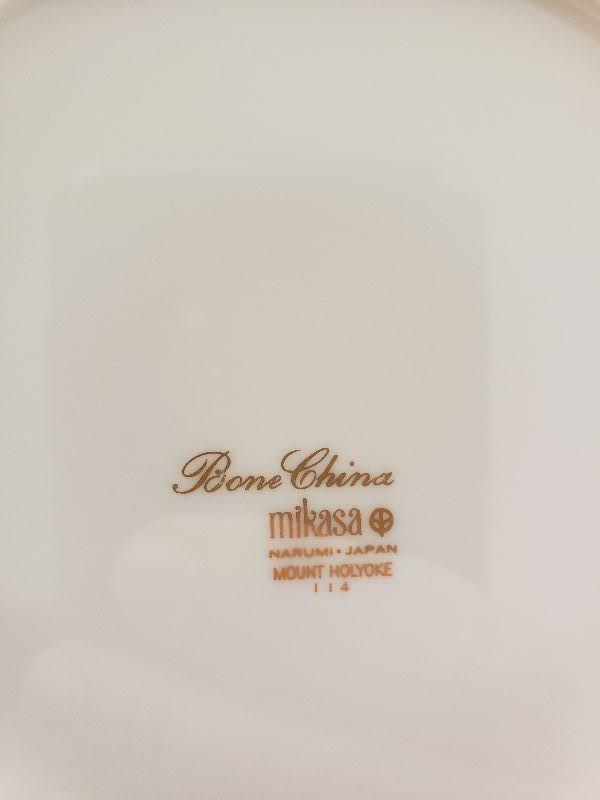 Bone China
mikasa
NARUMI • JAPAN
MOUNT HOLYOKE
114